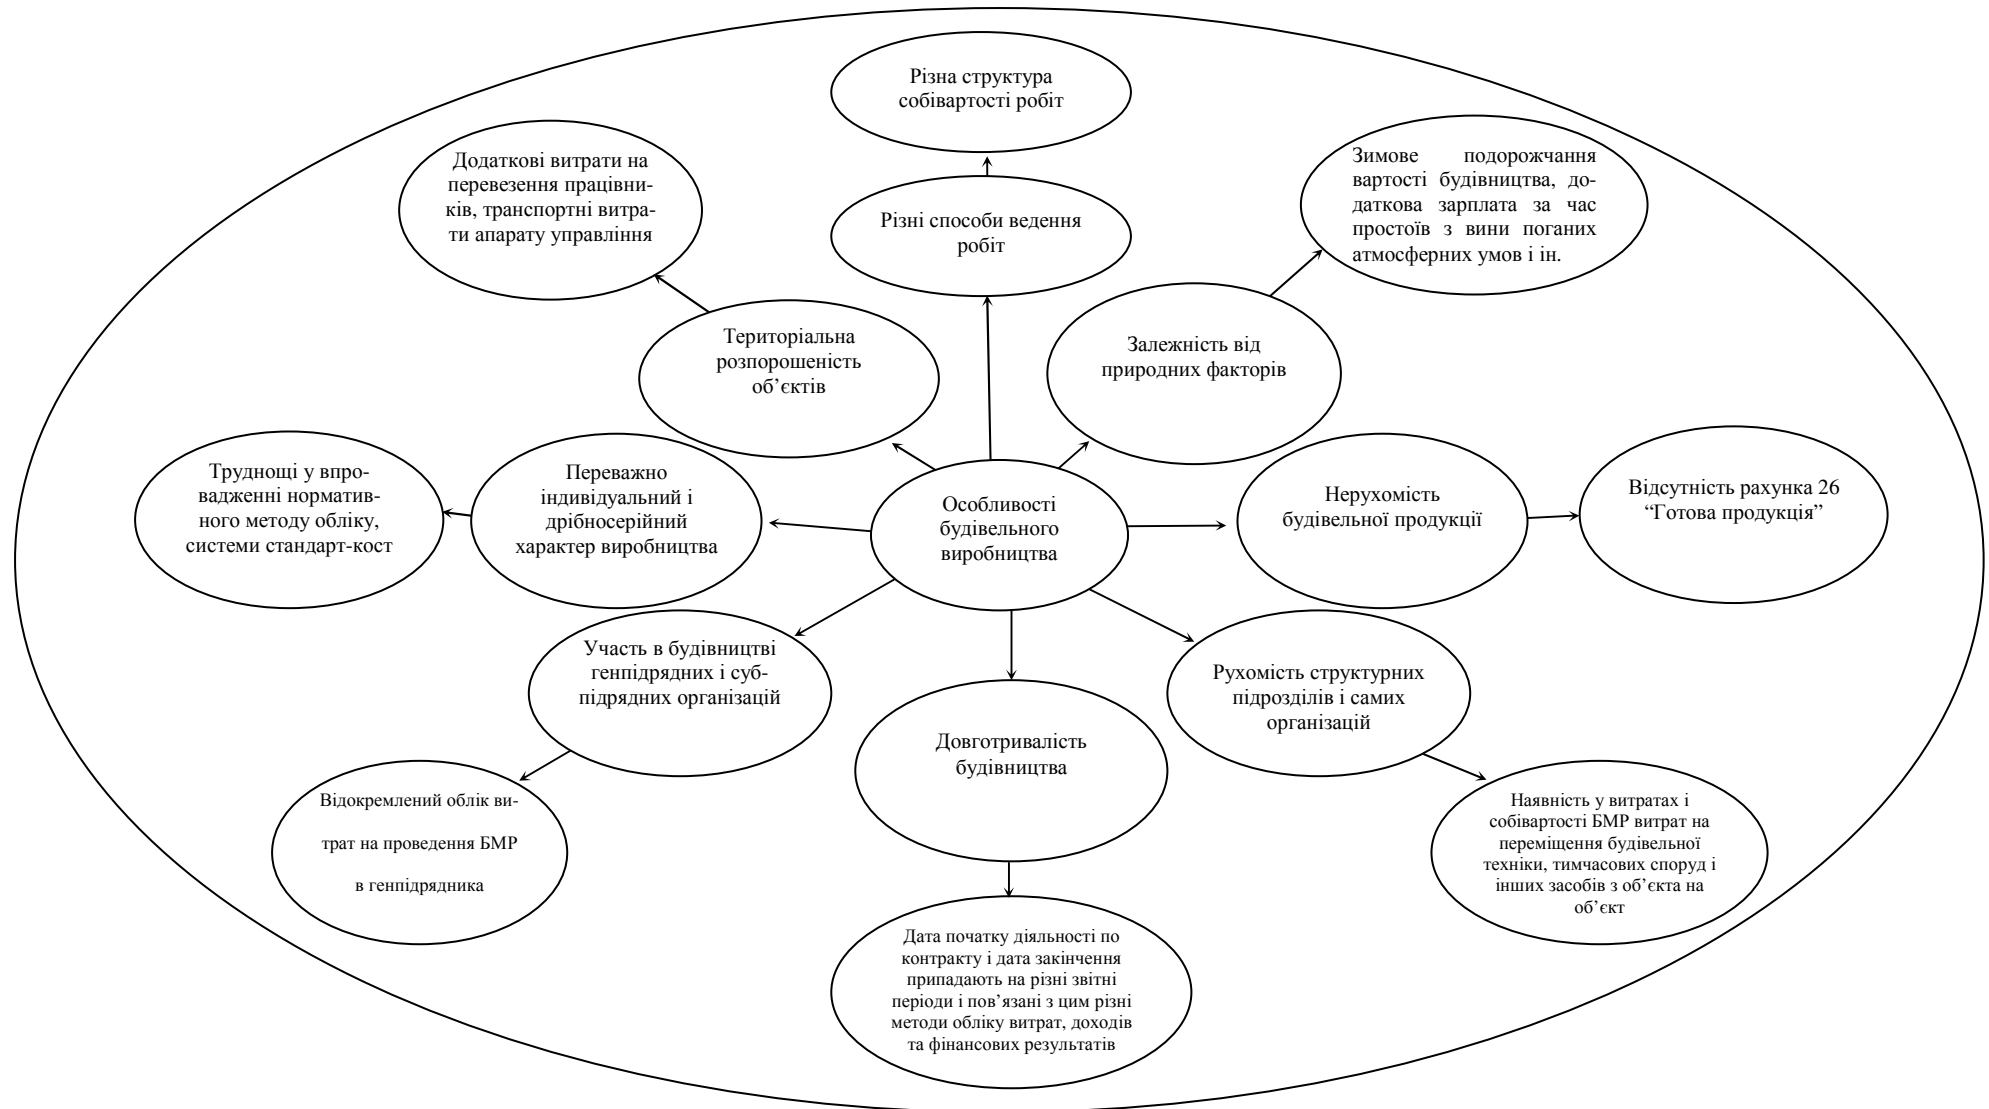 Різна структура
собівартості робіт
Додаткові витрати на
перевезення працівни-
ків, транспортні витра-
ти апарату управління
Різні способи ведення
робіт
Зимове подорожчання
вартості будівництва, до-
даткова зарплата за час
простоїв з вини поганих
атмосферних умов і ін.
Територіальна
розпорошеність
об’єктів
Залежність від
природних факторів
Труднощі у впро-
вадженні норматив-
ного методу обліку,
системи стандарт-кост
Переважно
індивідуальний і
дрібносерійний
характер виробництва
Особливості
будівельного
виробництва
Нерухомість
будівельної продукції
Відсутність рахунка 26
“Готова продукція”
Участь в будівництві
генпідрядних і суб-
підрядних організацій
Довготривалість
будівництва
Рухомість структурних
підрозділів і самих
організацій
Відокремлений облік ви-
трат на проведення БМР
в генпідрядника
Наявність у витратах і
собівартості БМР витрат на
переміщення будівельної
техніки, тимчасових споруд і
інших засобів з об’єкта на
об’єкт
Дата початку діяльності по
контракту і дата закінчення
припадають на різні звітні
періоди і пов’язані з цим різні
методи обліку витрат, доходів
та фінансових результатів